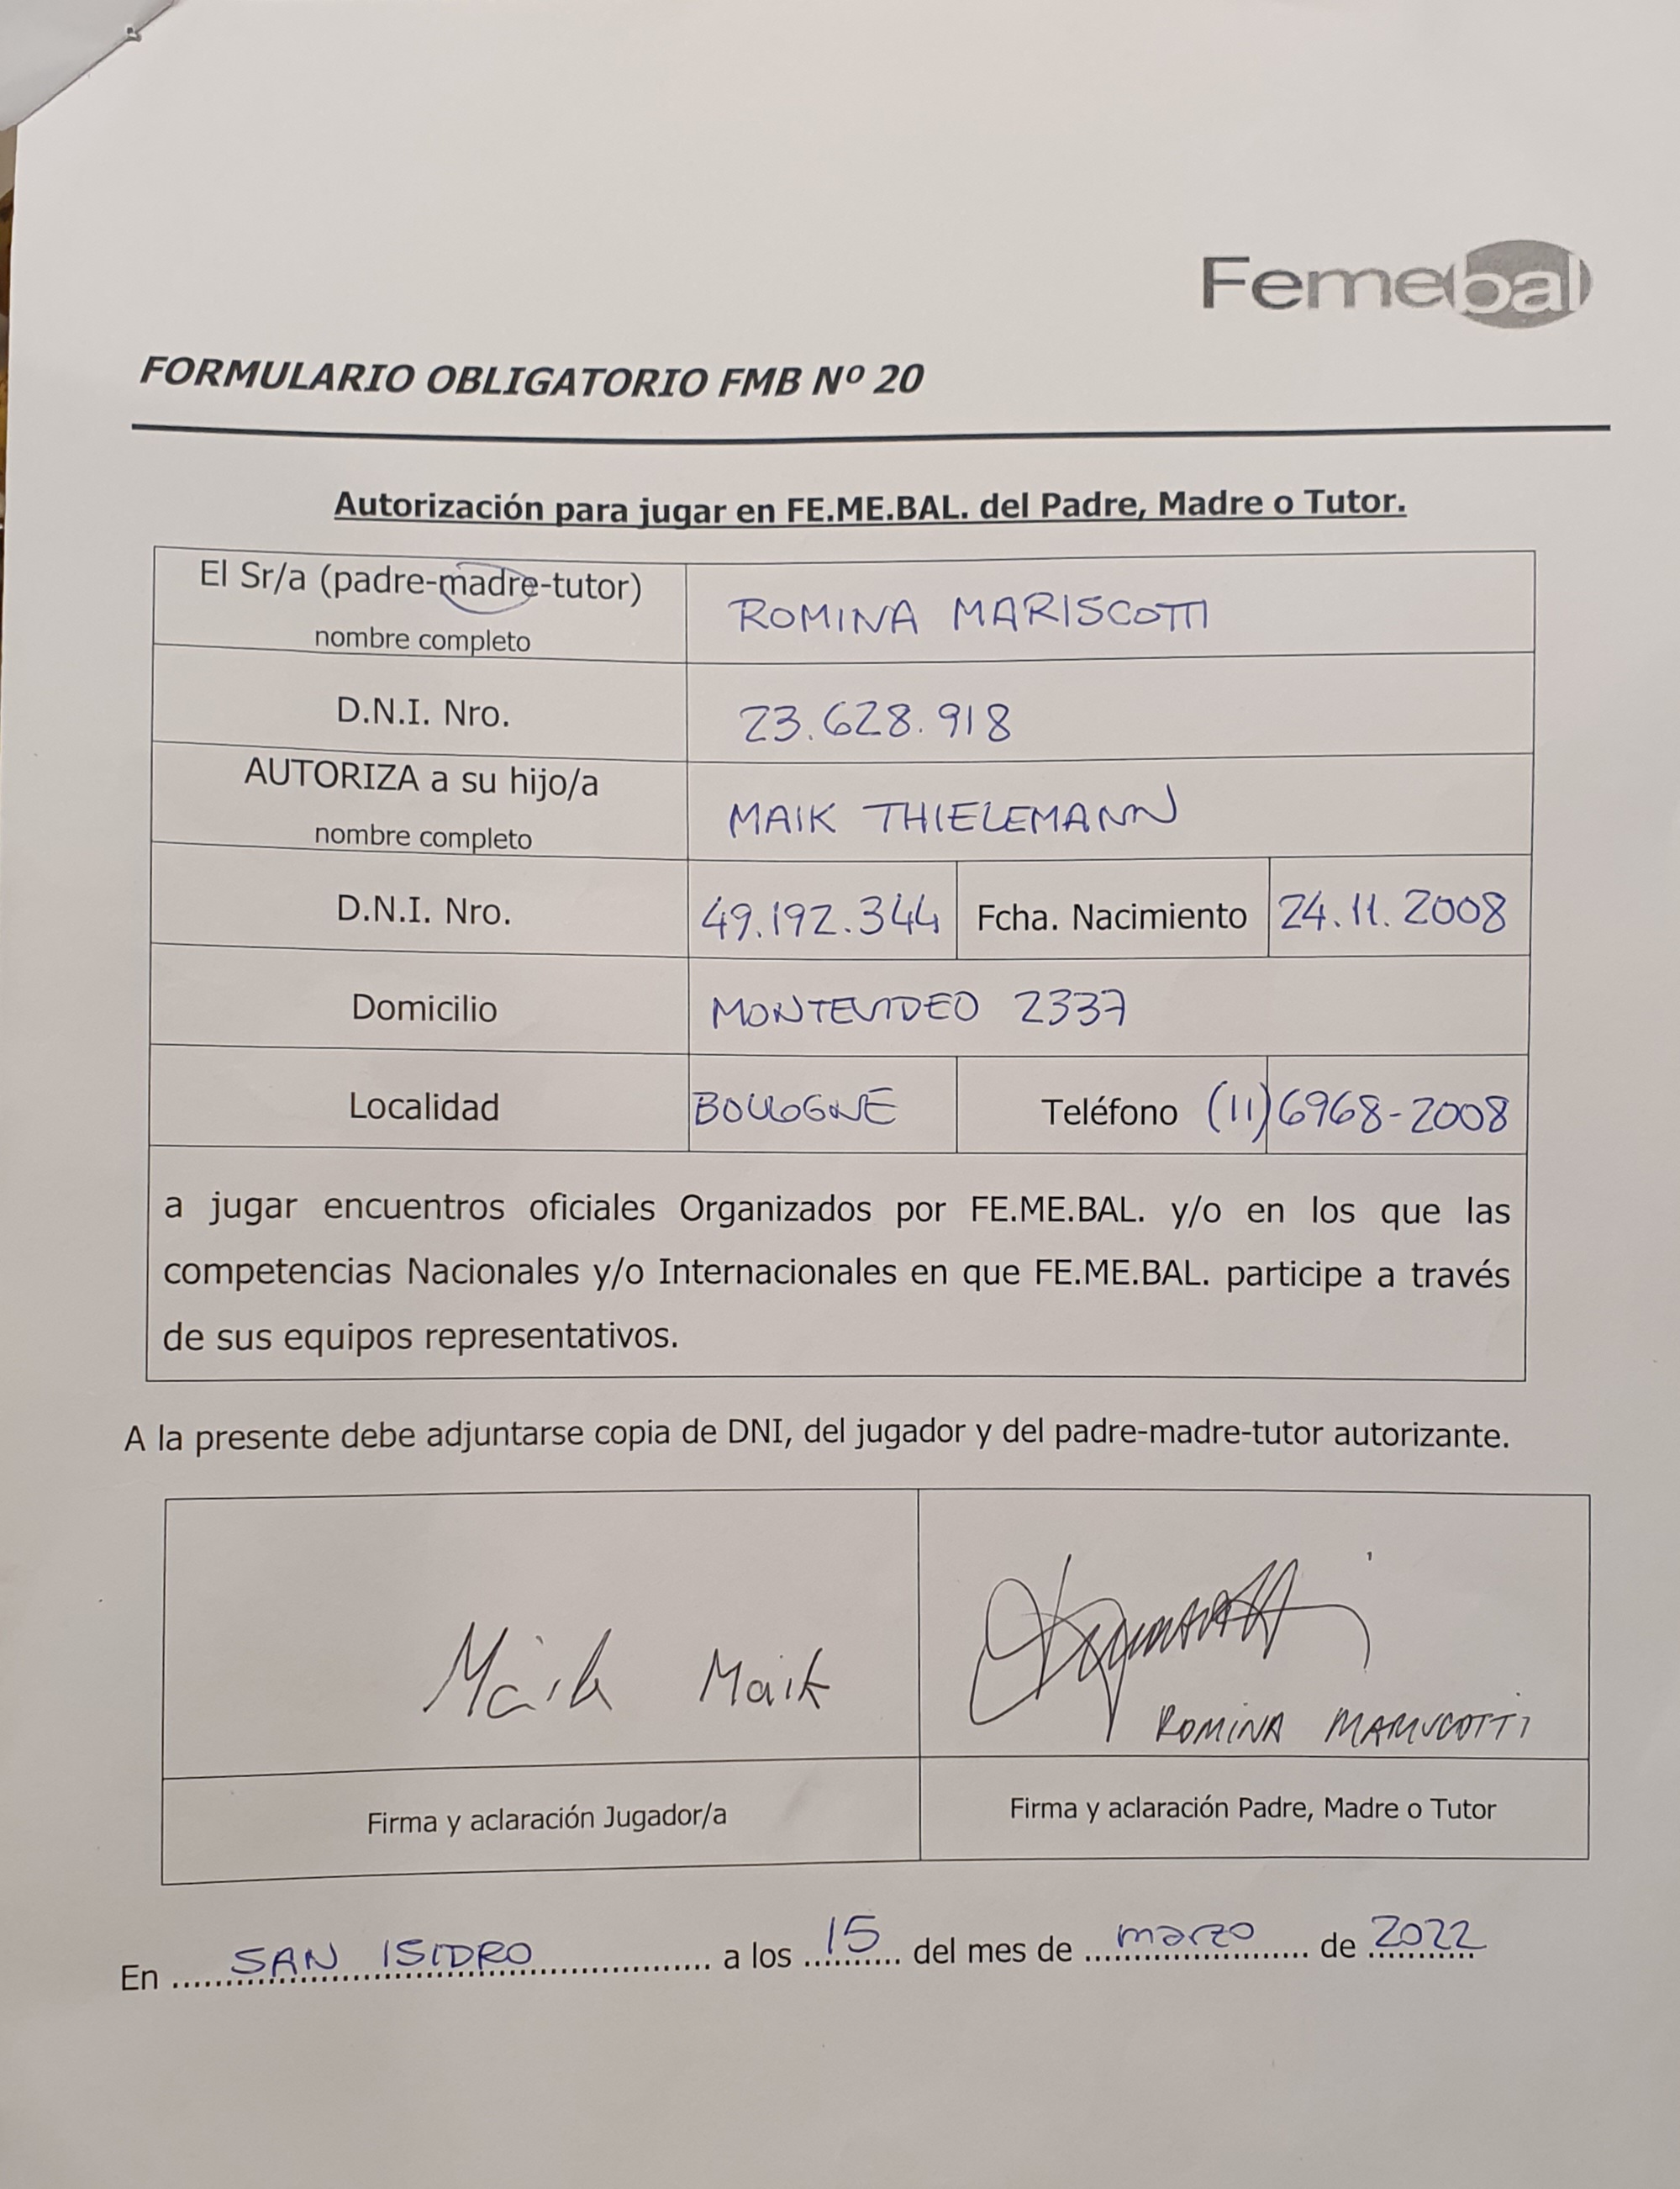 Femebal
FORMULARIO OBLIGATORIO FMB Nº 20
Autorización para jugar en FE.ME.BAL. del Padre, Madre o Tutor.
El Sr/a (padre-madre-tutor)
nombre completo
ROMINA MARISCOTTI
D.N.I. Nro.
23.628.918
AUTORIZA a su hijo/a
nombre completo
MAIK THIELEMANN
D.N.I. Nro.
49.192.344
Fcha. Nacimiento
24.11.2008
Domicilio
MONTEVIDEO 2337
Localidad
BOULOGNE
Teléfono (11)6968-2008
a jugar encuentros oficiales Organizados por FE.ME.BAL. y/o en los que las
competencias Nacionales y/o Internacionales en que FE.ME.BAL. participe a través
de sus equipos representativos.
A la presente debe adjuntarse copia de DNI, del jugador y del padre-madre-tutor autorizante.
Maik Maik
ROMINA MARISCOTTI
Firma y aclaración Jugador/a
Firma y aclaración Padre, Madre o Tutor
En SAN ISIDRO a los 15 del mes de marzo de 2022